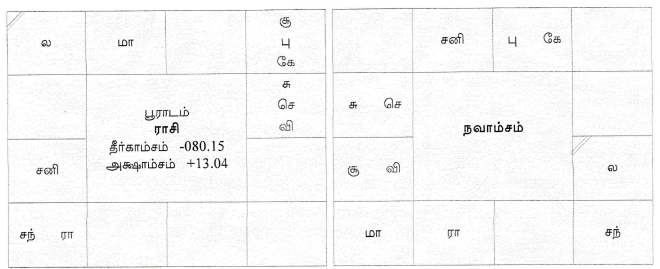 ல
மா
சூ
பு
கே
சு
செ
வி
பூராடம்
ராசி
தீர்காம்சம் -080.15
அக்ஷாம்சம் +13.04
சனி
சந் ரா
சனி
பு கே
சு செ
நவாம்சம்
சூ வி
ல
மா
ரா
சந்